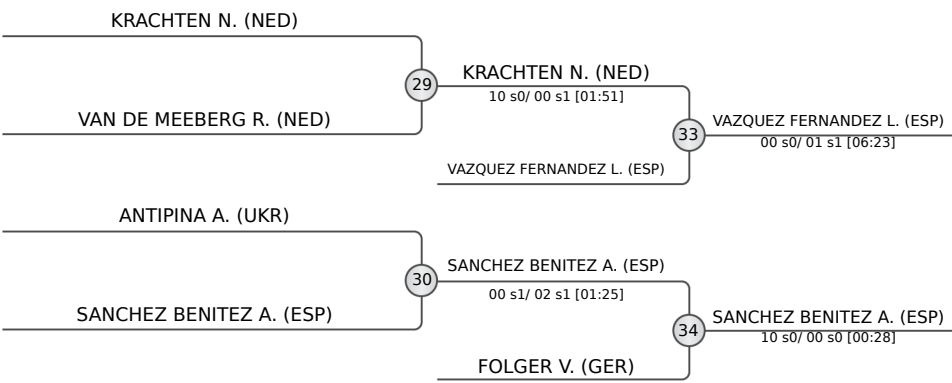 KRACHTEN N. (NED)
29
VAN DE MEEBERG R. (NED)
KRACHTEN N. (NED)
10 s0/ 00 s1 [01:51]
33
VAZQUEZ FERNANDEZ L. (ESP)
VAZQUEZ FERNANDEZ L. (ESP)
00 s0/ 01 s1 [06:23]
ANTIPINA A. (UKR)
30
SANCHEZ BENITEZ A. (ESP)
SANCHEZ BENITEZ A. (ESP)
00 s1/ 02 s1 [01:25]
34
FOLGER V. (GER)
SANCHEZ BENITEZ A. (ESP)
10 s0/ 00 s0 [00:28]